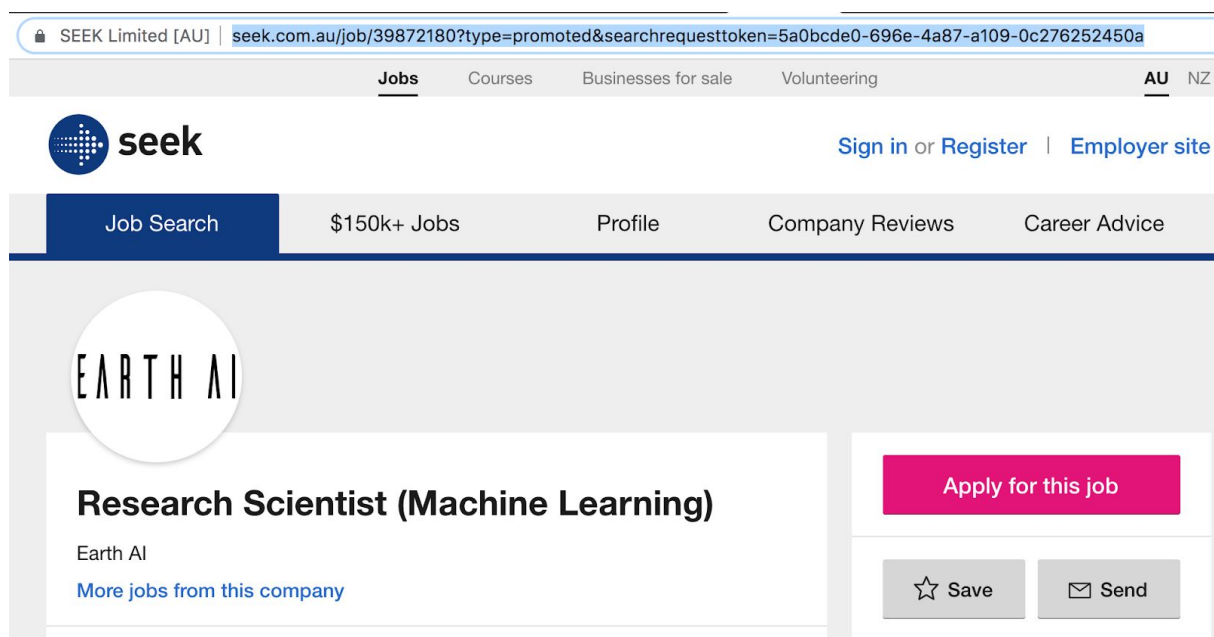 SEEK Limited [AU] | seek.com.au/job/39872180?type=promoted&searchrequesttoken=5a0bcde0-696e-4a87-a109-0c276252450a
Jobs Courses Businesses for sale Volunteering AU NZ
seek
Sign in or Register | Employer site
Job Search $150k+ Jobs Profile Company Reviews Career Advice
EARTH AI
Research Scientist (Machine Learning)
Apply for this job
Earth AI
More jobs from this company
Save Send